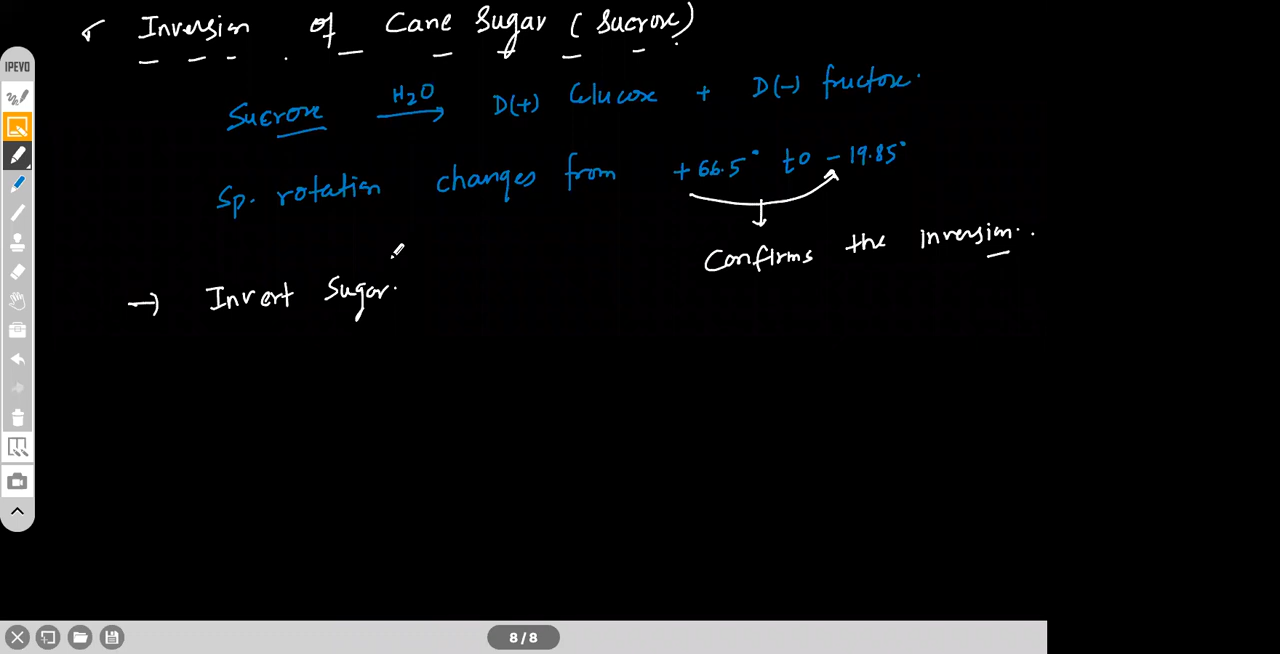 Inversion of Cane Sugar (Sucrose)
Sucrose H2O D(+) Glucose + D(-) fructose.
Sp. rotation changes from +66.5° to -19.85°
Confirms the inversion..
→ Invert Sugar.
IPEVO
8/8